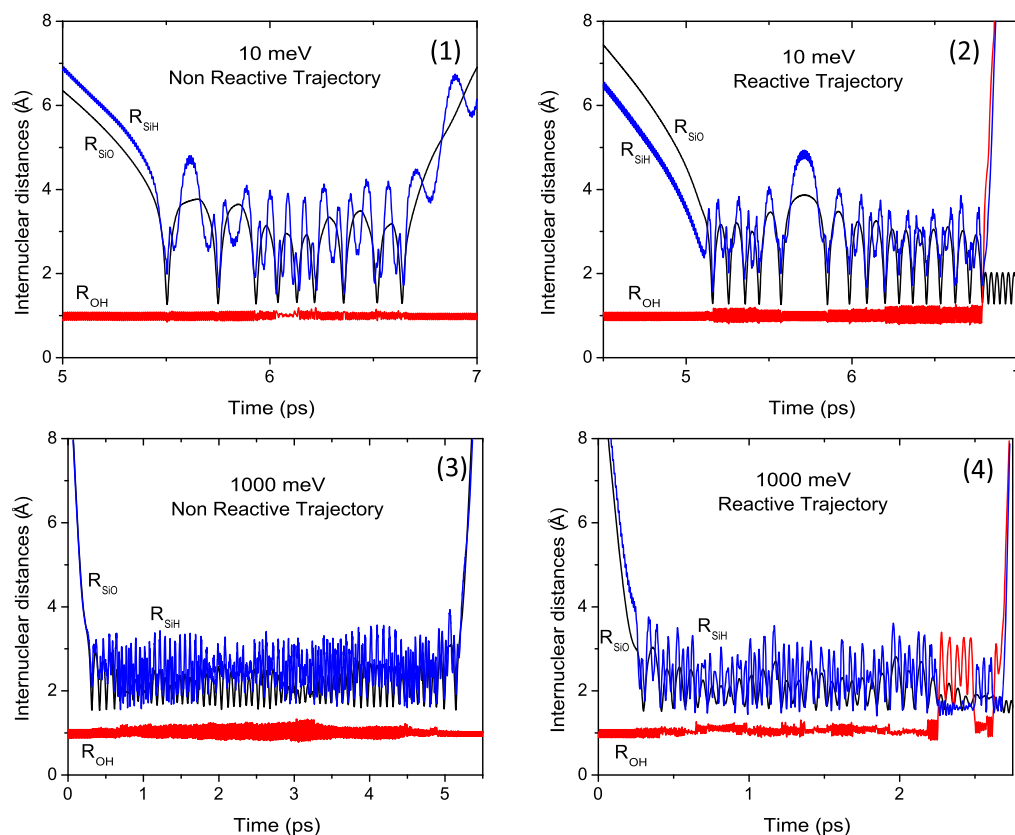 (1)
10 meV
Non Reactive Trajectory
R_SiH
R_SiO
R_OH
Internuclear distances (Å)
0 2 4 6 8
5 6 7
Time (ps)
(2)
10 meV
Reactive Trajectory
R_SiO
R_SiH
R_OH
Internuclear distances (Å)
0 2 4 6 8
5 6 7
Time (ps)
(3)
1000 meV
Non Reactive Trajectory
R_SiO
R_SiH
R_OH
Internuclear distances (Å)
0 2 4 6 8
0 1 2 3 4 5
Time (ps)
(4)
1000 meV
Reactive Trajectory
R_SiO
R_SiH
R_OH
Internuclear distances (Å)
0 2 4 6 8
0 1 2
Time (ps)